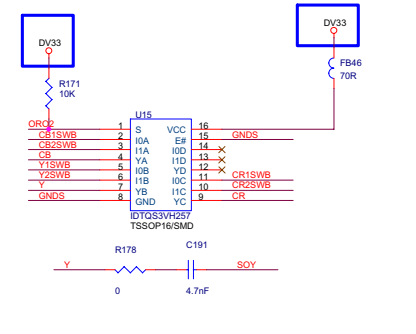 DV33
DV33
R171
10K
FB46
70R
U15
ORO2 1 S VCC 16
CB1SWB 2 I0A E# 15 GNDS
CB2SWB 3 I1A I0D 14
CB 4 YA I1D 13
Y1SWB 5 I0B YD 12
Y2SWB 6 I1B I0C 11 CR1SWB
Y 7 YB I1C 10 CR2SWB
GNDS 8 GND YC 9 CR
IDTQS3VH257
TSSOP16/SMD
Y R178 C191 SOY
0 4.7nF